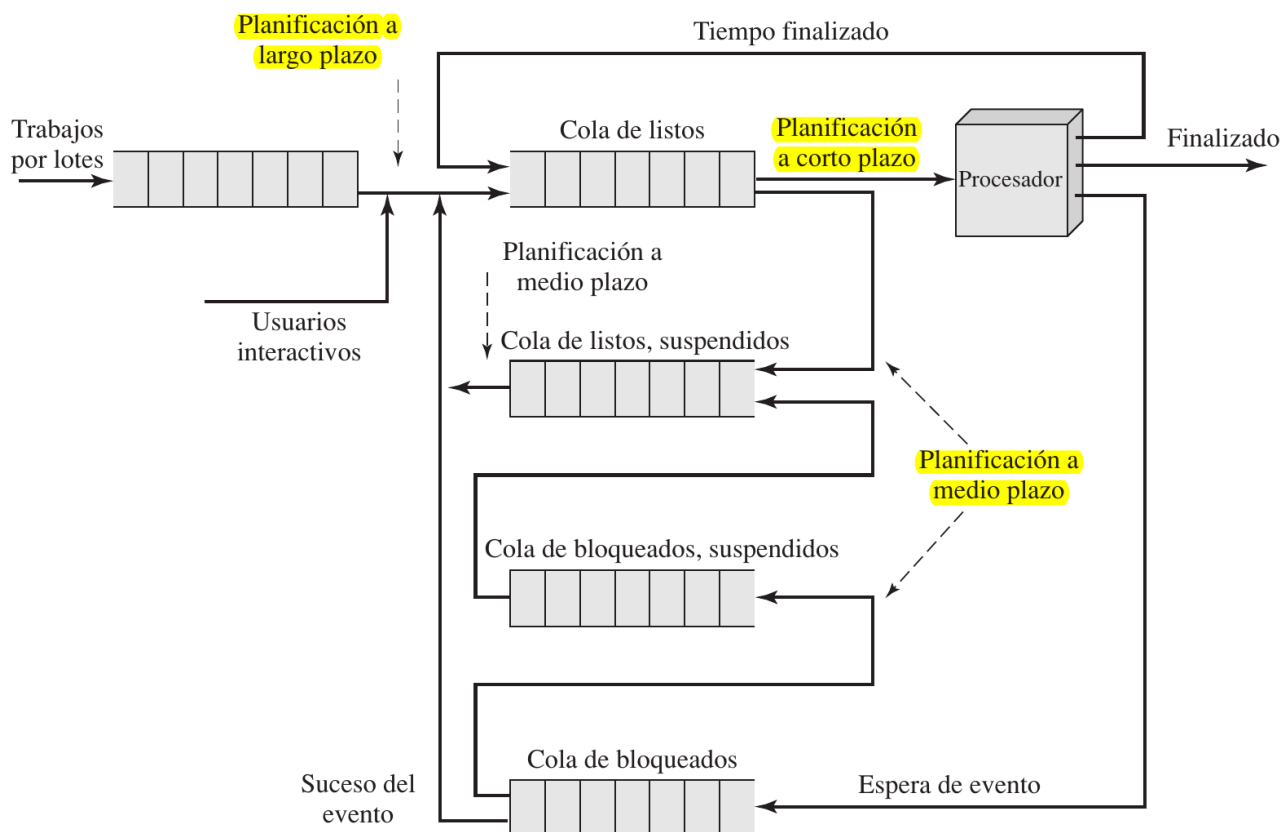 Planificación a
largo plazo
Tiempo finalizado
Trabajos
por lotes
Cola de listos
Planificación
a corto plazo
Procesador
Finalizado
Planificación a
medio plazo
Usuarios
interactivos
Cola de listos, suspendidos
Planificación a
medio plazo
Cola de bloqueados, suspendidos
Suceso del
evento
Cola de bloqueados
Espera de evento